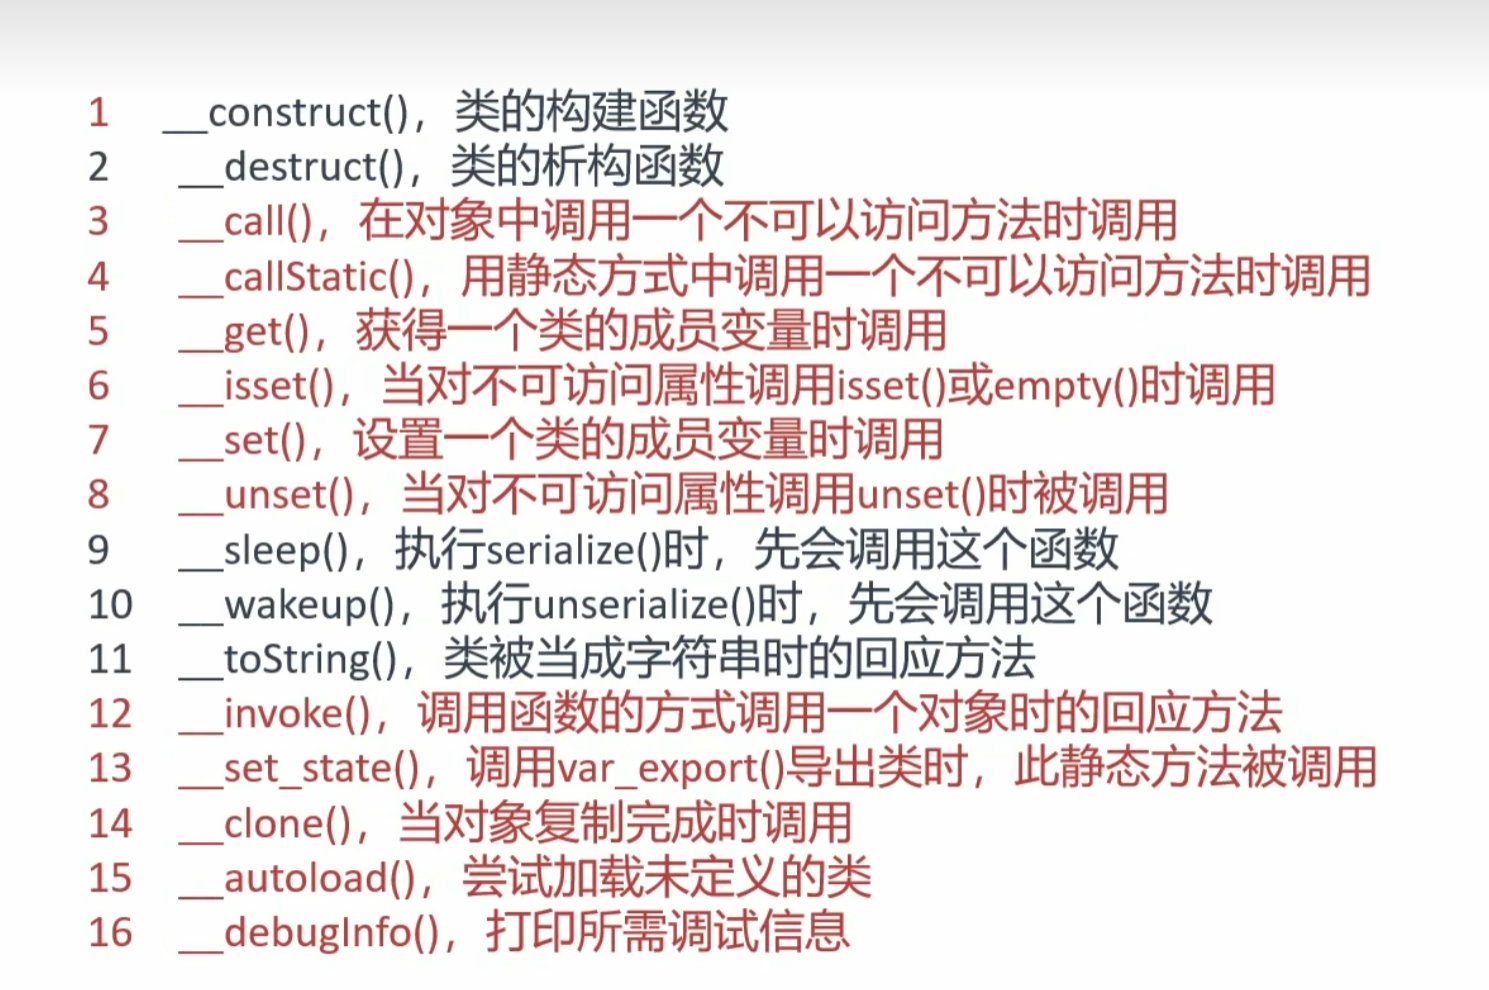 1 __construct()，类的构建函数
2 __destruct()，类的析构函数
3 __call()，在对象中调用一个不可以访问方法时调用
4 __callStatic()，用静态方式中调用一个不可以访问方法时调用
5 __get()，获得一个类的成员变量时调用
6 __isset()，当对不可访问属性调用isset()或empty()时调用
7 __set()，设置一个类的成员变量时调用
8 __unset()，当对不可访问属性调用unset()时被调用
9 __sleep()，执行serialize()时，先会调用这个函数
10 __wakeup()，执行unserialize()时，先会调用这个函数
11 __toString()，类被当成字符串时的回应方法
12 __invoke()，调用函数的方式调用一个对象时的回应方法
13 __set_state()，调用var_export()导出类时，此静态方法被调用
14 __clone()，当对象复制完成时调用
15 __autoload()，尝试加载未定义的类
16 __debugInfo()，打印所需调试信息